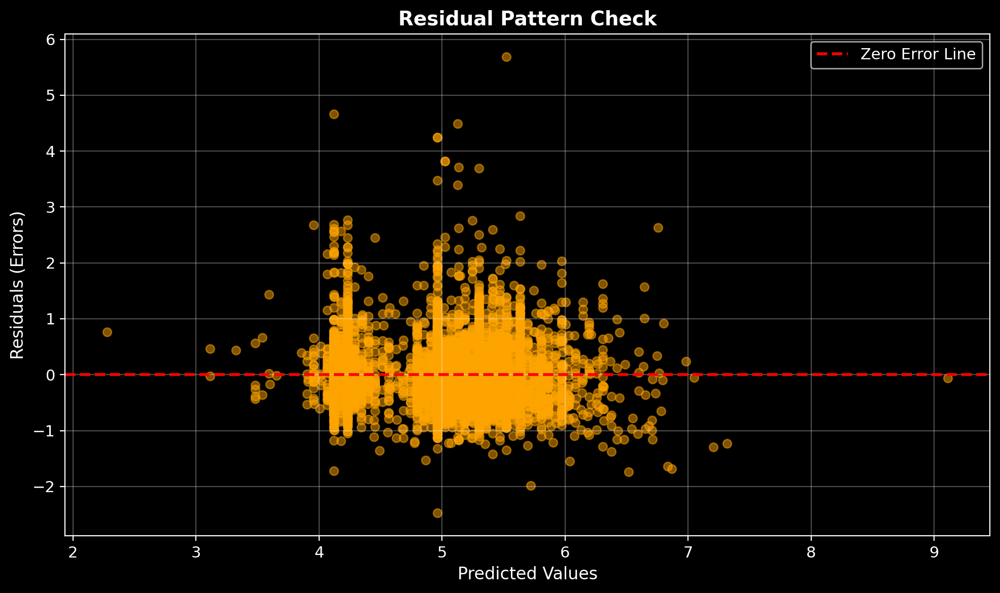 Residual Pattern Check
Zero Error Line
Residuals (Errors)
6
5
4
3
2
1
0
−1
−2
2 3 4 5 6 7 8 9
Predicted Values